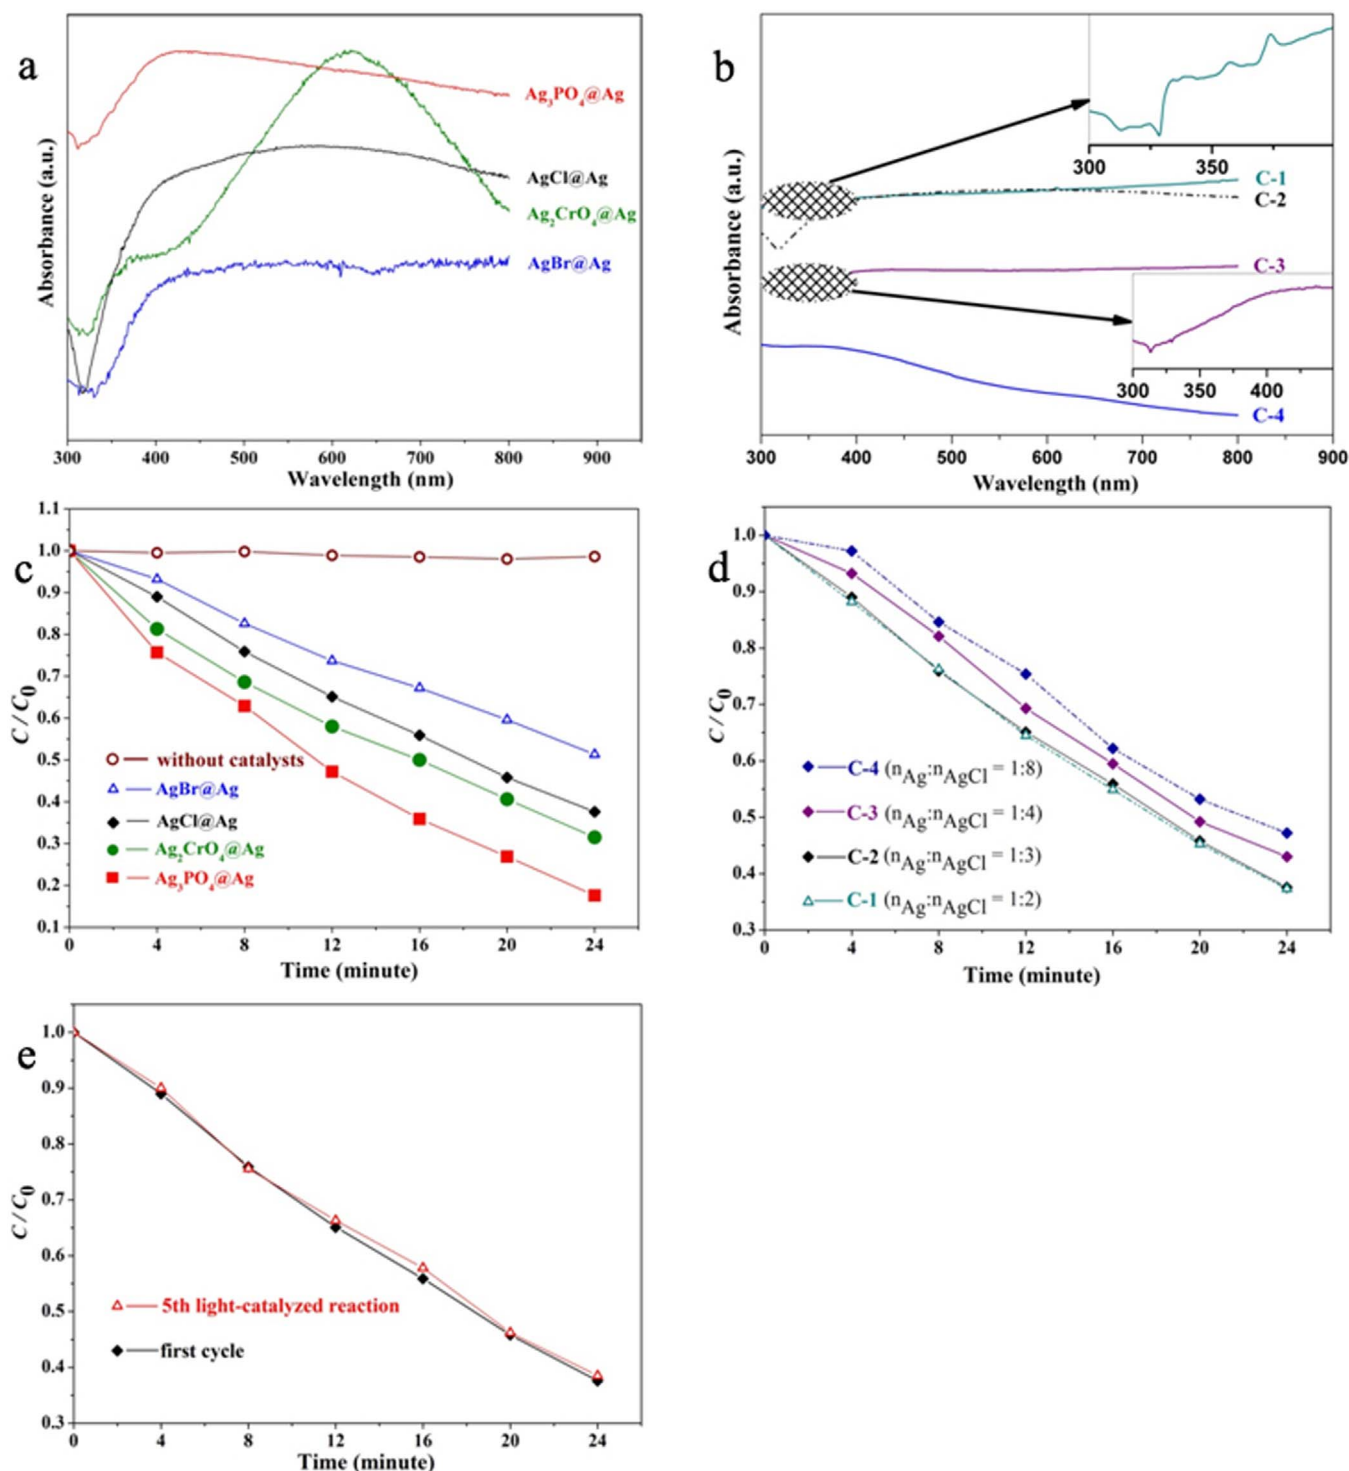 a
Absorbance (a.u.)
Ag3PO4@Ag
AgCl@Ag
Ag2CrO4@Ag
AgBr@Ag
300 400 500 600 700 800 900
Wavelength (nm)
b
Absorbance (a.u.)
300 350
C-1
C-2
C-3
300 350 400
C-4
300 400 500 600 700 800 900
Wavelength (nm)
c
C / C0
1.1
1.0
0.9
0.8
0.7
0.6
0.5
0.4
0.3
0.2
0.1
without catalysts
AgBr@Ag
AgCl@Ag
Ag2CrO4@Ag
Ag3PO4@Ag
0 4 8 12 16 20 24
Time (minute)
d
C / C0
1.0
0.9
0.8
0.7
0.6
0.5
0.4
0.3
C-4 (nAg:nAgCl = 1:8)
C-3 (nAg:nAgCl = 1:4)
C-2 (nAg:nAgCl = 1:3)
C-1 (nAg:nAgCl = 1:2)
0 4 8 12 16 20 24
Time (minute)
e
C / C0
1.0
0.9
0.8
0.7
0.6
0.5
0.4
0.3
5th light-catalyzed reaction
first cycle
0 4 8 12 16 20 24
Time (minute)